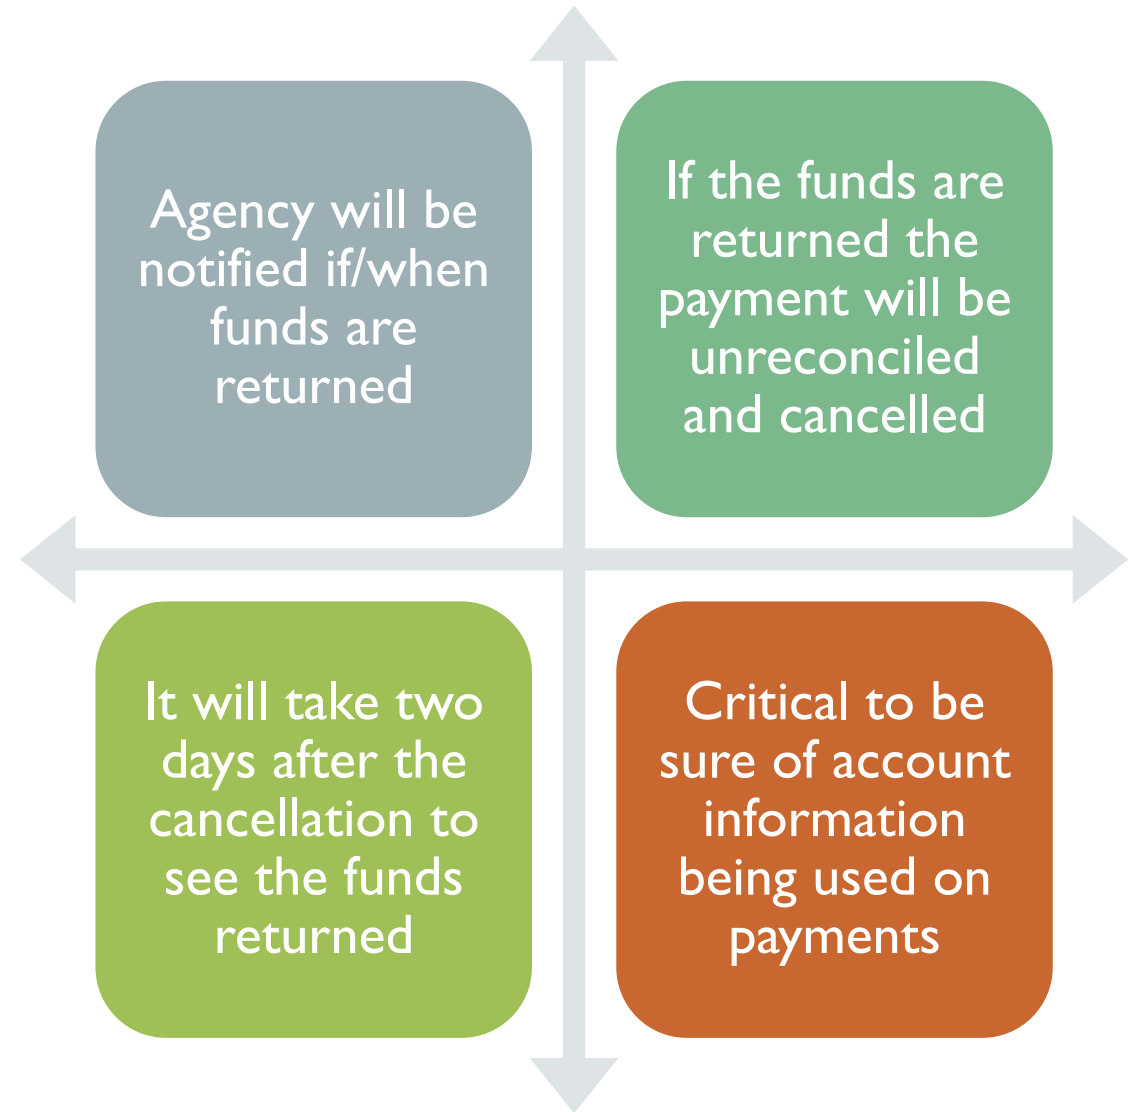 Agency will be
notified if/when
funds are
returned
If the funds are
returned the
payment will be
unreconciled
and cancelled
It will take two
days after the
cancellation to
see the funds
returned
Critical to be
sure of account
information
being used on
payments